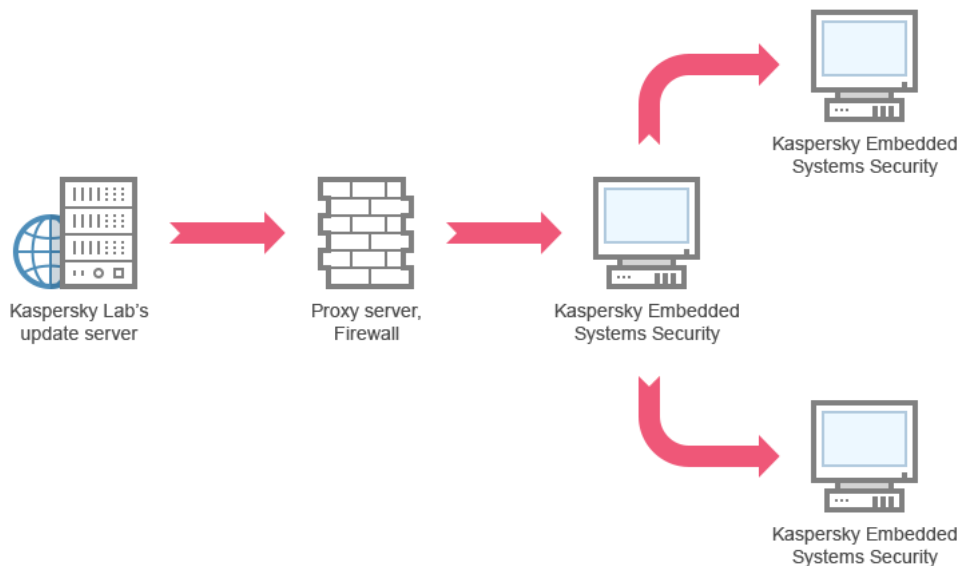 Kaspersky Embedded
Systems Security
Kaspersky Lab's
update server
Proxy server,
Firewall
Kaspersky Embedded
Systems Security
Kaspersky Embedded
Systems Security